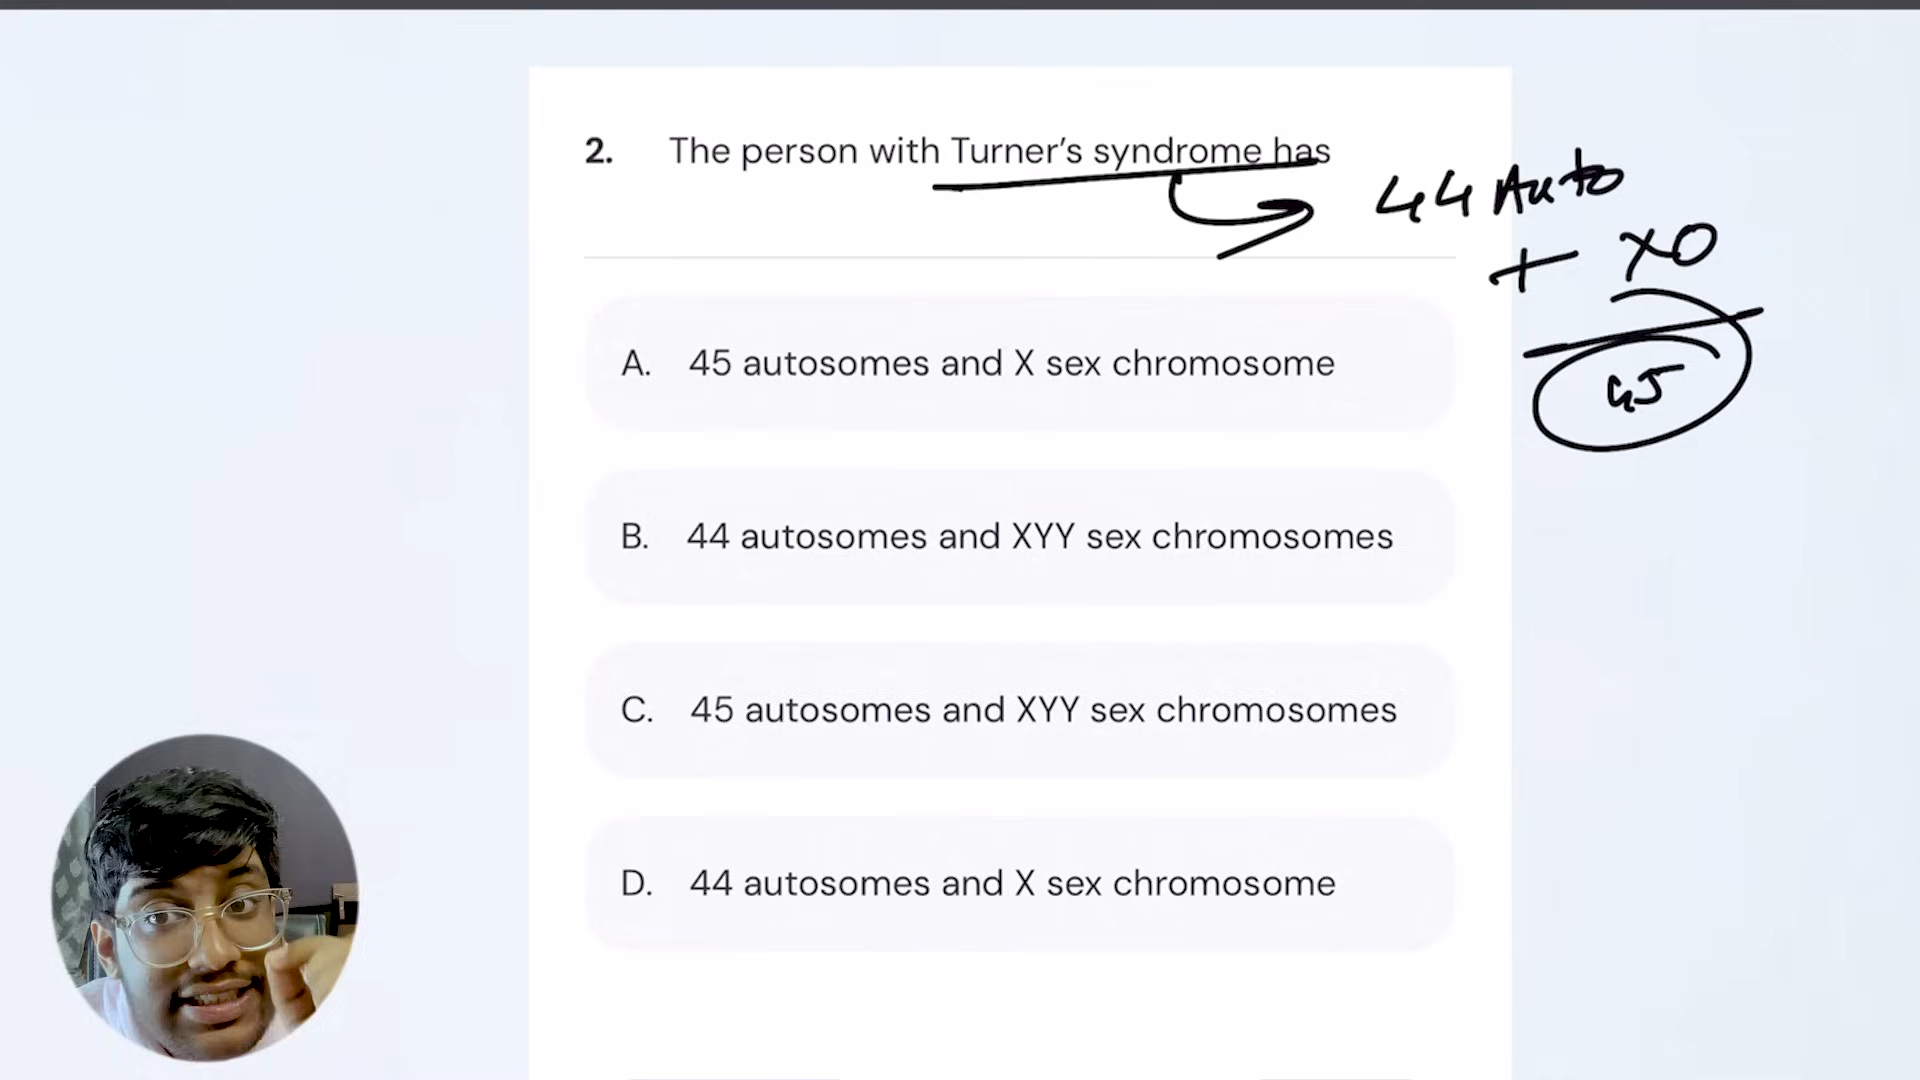 2. The person with Turner's syndrome has
44 Auto
+ XO
45
A. 45 autosomes and X sex chromosome
B. 44 autosomes and XYY sex chromosomes
C. 45 autosomes and XYY sex chromosomes
D. 44 autosomes and X sex chromosome